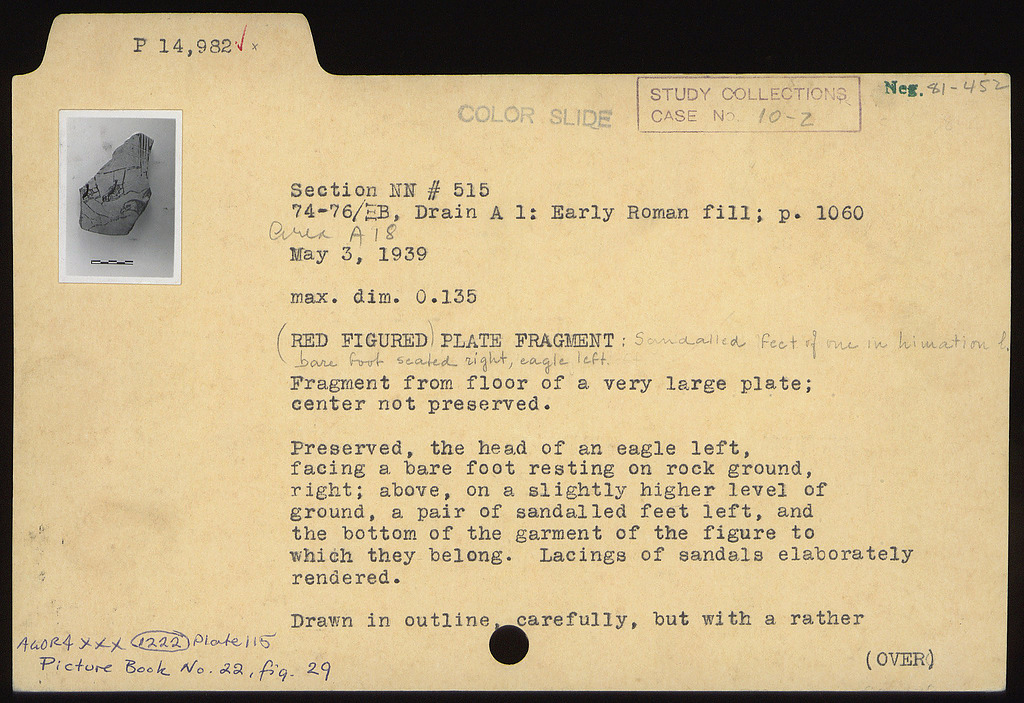 P 14,982✓ x
Neg. 81-452
STUDY COLLECTIONS
CASE No. 10-2
COLOR SLIDE
Section NN # 515
74-76/ΞB, Drain A 1: Early Roman fill; p. 1060
Area A 18
May 3, 1939
max. dim. 0.135
(RED FIGURED) PLATE FRAGMENT: Sandalled feet of one in himation l.
bare foot seated right, eagle left.
Fragment from floor of a very large plate;
center not preserved.
Preserved, the head of an eagle left,
facing a bare foot resting on rock ground,
right; above, on a slightly higher level of
ground, a pair of sandalled feet left, and
the bottom of the garment of the figure to
which they belong. Lacings of sandals elaborately
rendered.
Drawn in outline, carefully, but with a rather
(OVER)
AGORA XXX 1222 Plate 115
Picture Book No. 22, fig. 29